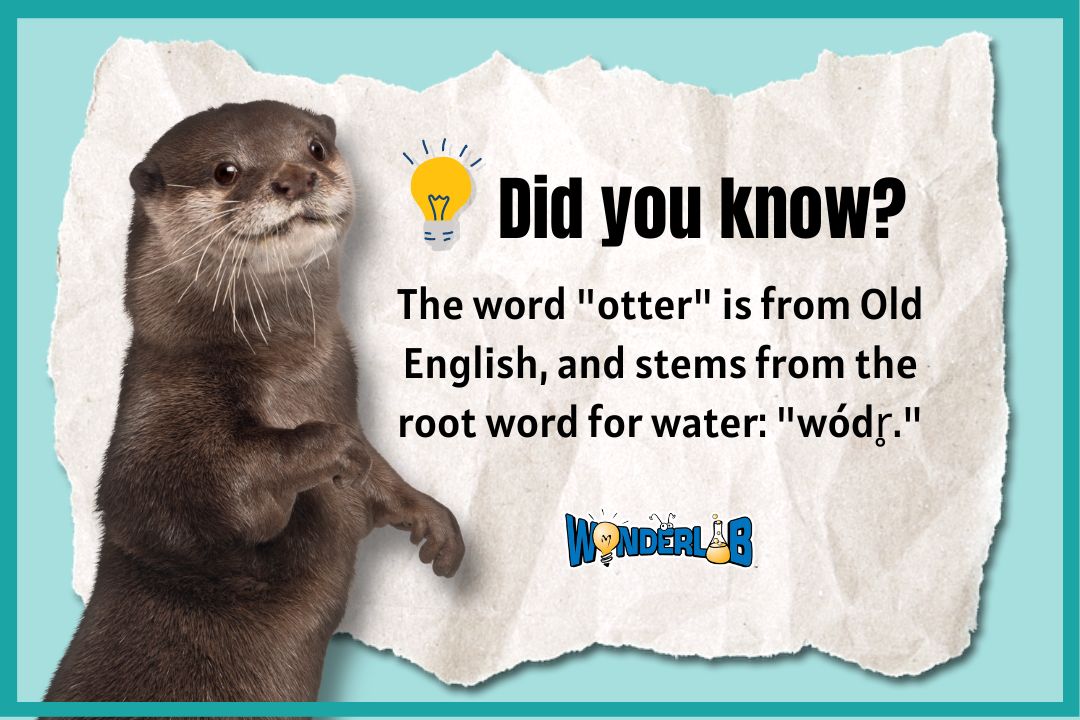 Did you know?
The word "otter" is from Old
English, and stems from the
root word for water: "wódr̥."
WONDERLAB